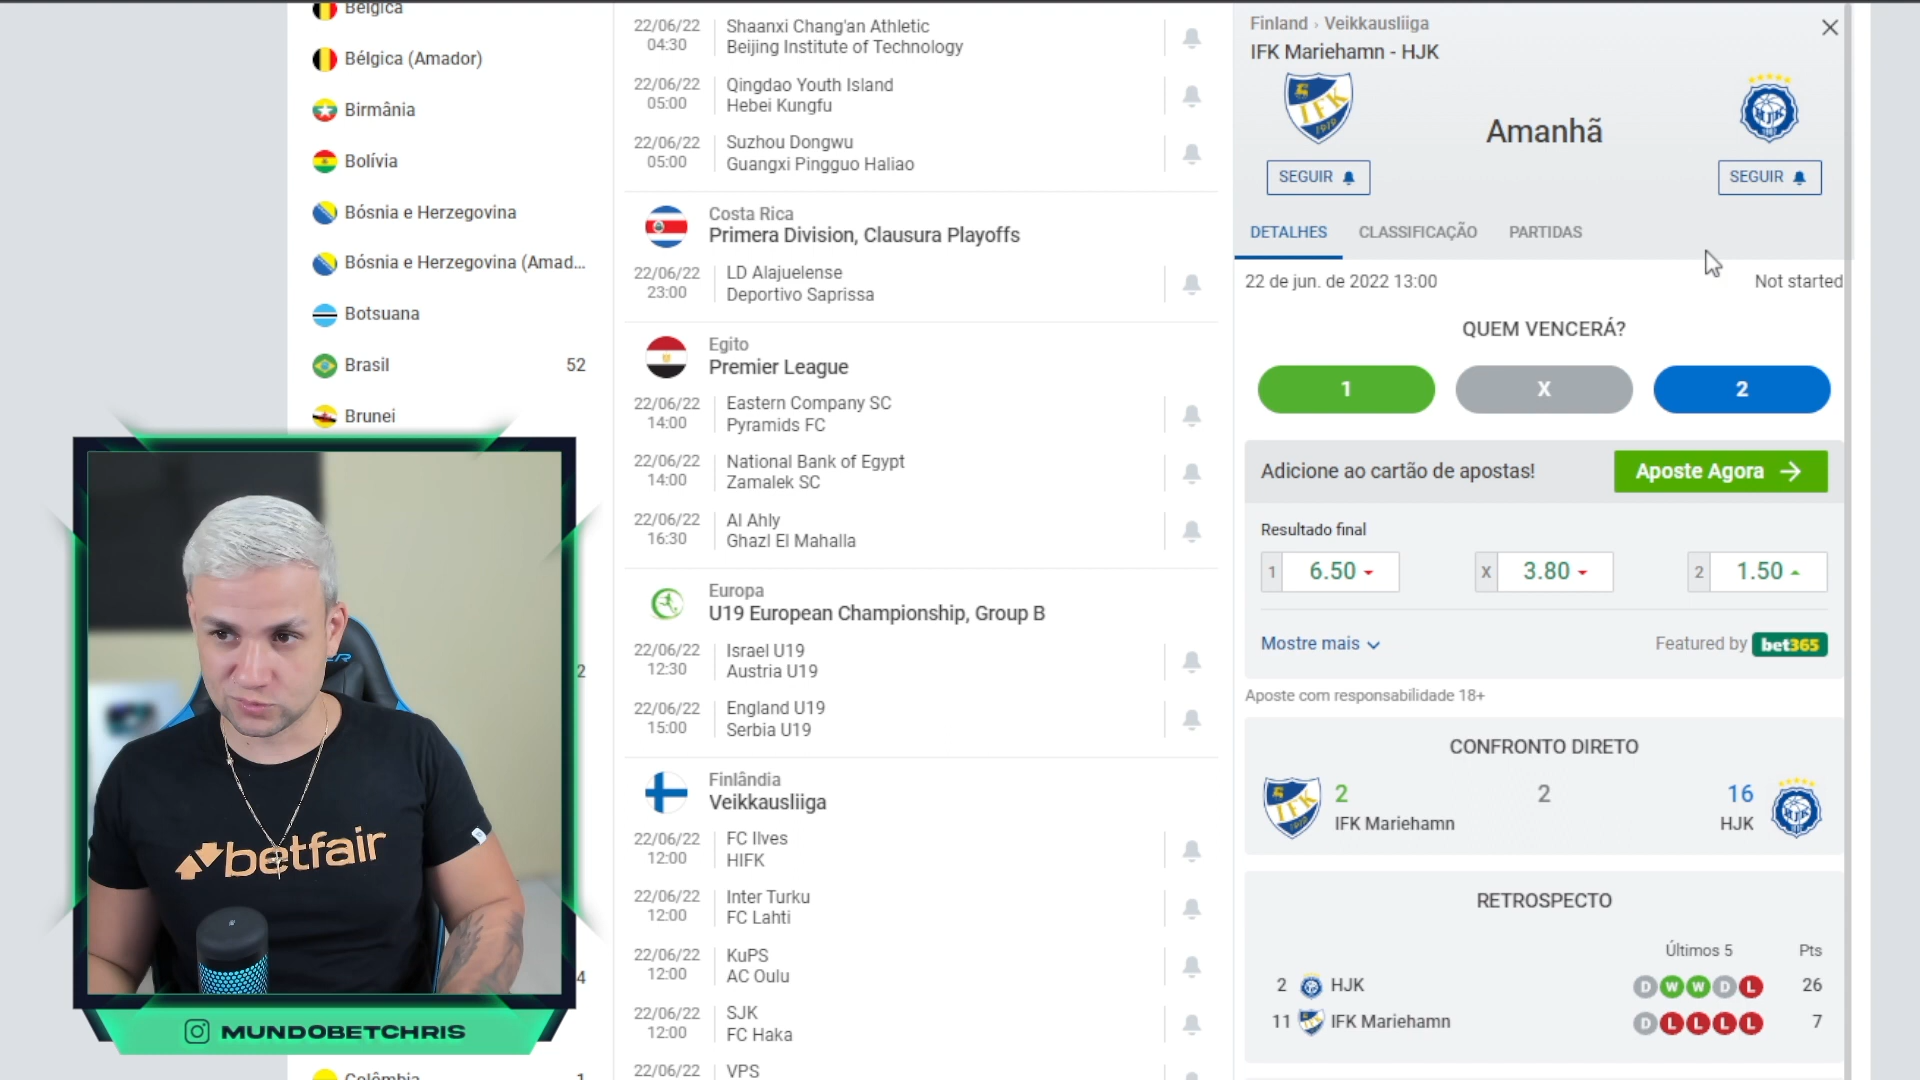 Bélgica
Bélgica (Amador)
Birmânia
Bolívia
Bósnia e Herzegovina
Bósnia e Herzegovina (Amad...
Botsuana
Brasil 52
Brunei
2
4
Colômbia 1
betfair
MUNDOBETCHRIS
22/06/22 Shaanxi Chang'an Athletic
04:30 Beijing Institute of Technology
22/06/22 Qingdao Youth Island
05:00 Hebei Kungfu
22/06/22 Suzhou Dongwu
05:00 Guangxi Pingguo Haliao
Costa Rica
Primera Division, Clausura Playoffs
22/06/22 LD Alajuelense
23:00 Deportivo Saprissa
Egito
Premier League
22/06/22 Eastern Company SC
14:00 Pyramids FC
22/06/22 National Bank of Egypt
14:00 Zamalek SC
22/06/22 Al Ahly
16:30 Ghazl El Mahalla
Europa
U19 European Championship, Group B
22/06/22 Israel U19
12:30 Austria U19
22/06/22 England U19
15:00 Serbia U19
Finlândia
Veikkausliiga
22/06/22 FC Ilves
12:00 HIFK
22/06/22 Inter Turku
12:00 FC Lahti
22/06/22 KuPS
12:00 AC Oulu
22/06/22 SJK
12:00 FC Haka
22/06/22 VPS
Finland › Veikkausliiga
IFK Mariehamn - HJK
IFK 1919
HJK
Amanhã
SEGUIR SEGUIR
DETALHES CLASSIFICAÇÃO PARTIDAS
22 de jun. de 2022 13:00 Not started
QUEM VENCERÁ?
1 X 2
Adicione ao cartão de apostas! Aposte Agora
Resultado final
1 6.50 X 3.80 2 1.50
Mostre mais Featured by bet365
Aposte com responsabilidade 18+
CONFRONTO DIRETO
2 2 16
IFK Mariehamn HJK
RETROSPECTO
Últimos 5 Pts
2 HJK D W W D L 26
11 IFK Mariehamn D L L L L 7